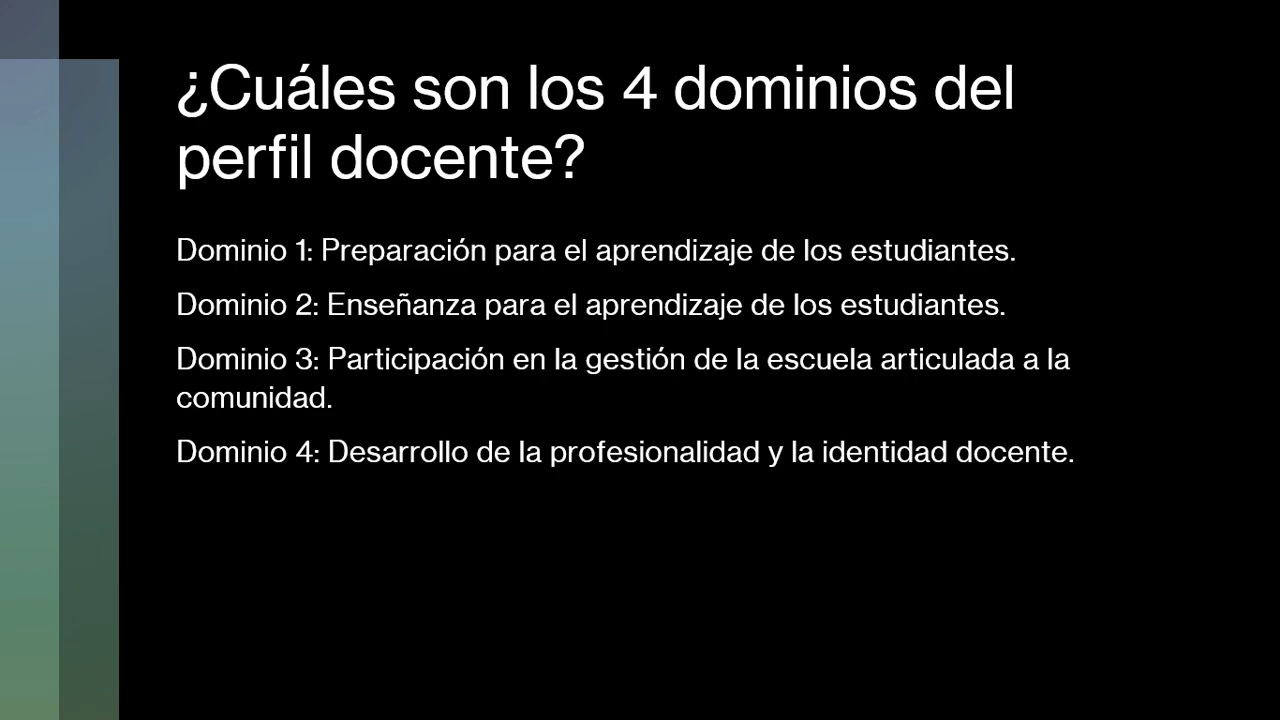 ¿Cuáles son los 4 dominios del
perfil docente?
Dominio 1: Preparación para el aprendizaje de los estudiantes.
Dominio 2: Enseñanza para el aprendizaje de los estudiantes.
Dominio 3: Participación en la gestión de la escuela articulada a la
comunidad.
Dominio 4: Desarrollo de la profesionalidad y la identidad docente.